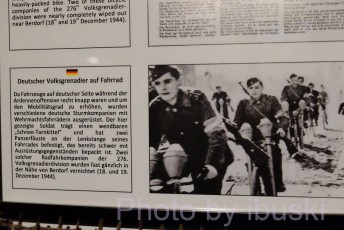 heavily-packed bike. Two of these bicycle
companies of the 276° Volksgrenadier-
division were nearly completely wiped out
near Berdorf (18° and 19° December 1944).
Deutscher Volksgrenadier auf Fahrrad
Da Fahrzeuge auf deutscher Seite während der
Ardennenoffensive recht knapp waren und um
den Mobilitätsgrad zu erhöhen, wurden
verschiedene deutsche Sturmkompanien mit
Wehrmachtsfahrrädern ausgerüstet. Der hier
gezeigte Soldat trägt einen wendbaren
„Schnee-Tarnkittel" und hat zwei
Panzerfäuste an der Lenkstange seines
Fahrrades befestigt, das bereits schwer mit
Ausrüstungsgegenständen bepackt ist. Zwei
solcher Radfahrkompanien der 276.
Volksgrenadierdivision wurden fast gänzlich in
der Nähe von Berdorf vernichtet (18. und 19.
Dezember 1944).
Photo by ibuski